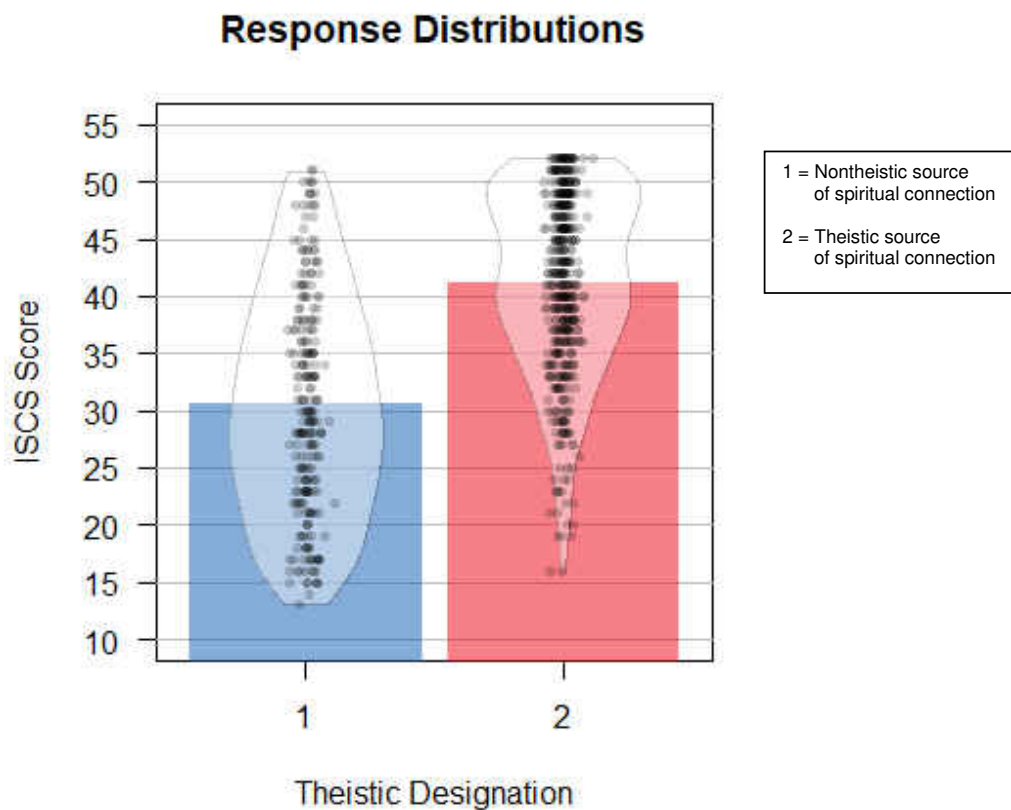 Response Distributions
55
50
45
40
35
30
25
20
15
10
ISCS Score
1
2
Theistic Designation
1 = Nontheistic source
of spiritual connection
2 = Theistic source
of spiritual connection